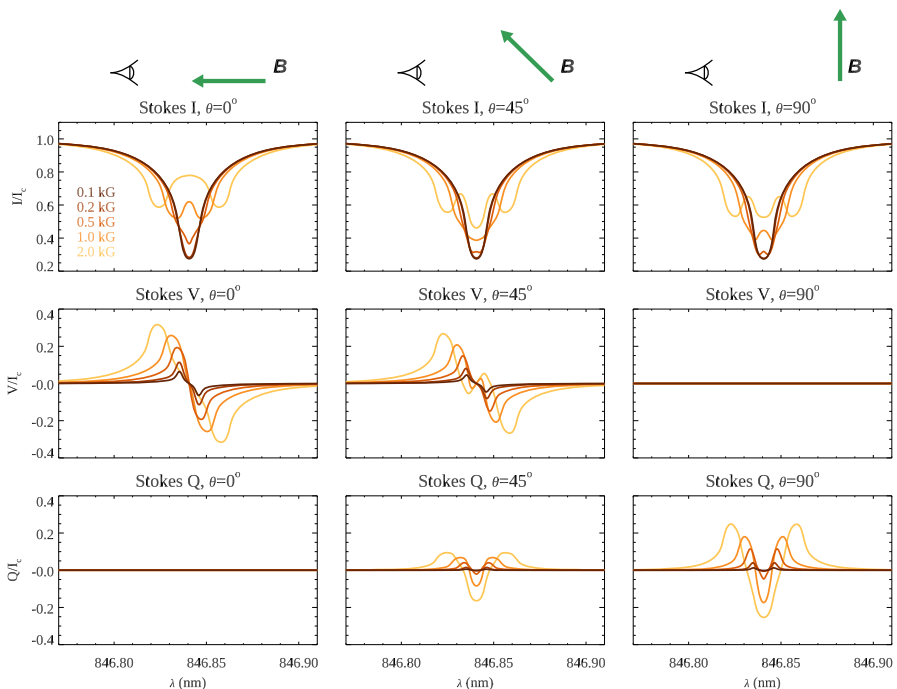 B B B
Stokes I, θ=0° Stokes I, θ=45° Stokes I, θ=90°
1.0
0.8
0.6
0.4
0.2
I/Ic
0.1 kG
0.2 kG
0.5 kG
1.0 kG
2.0 kG
Stokes V, θ=0° Stokes V, θ=45° Stokes V, θ=90°
0.4
0.2
-0.0
-0.2
-0.4
V/Ic
Stokes Q, θ=0° Stokes Q, θ=45° Stokes Q, θ=90°
0.4
0.2
-0.0
-0.2
-0.4
Q/Ic
846.80 846.85 846.90 846.80 846.85 846.90 846.80 846.85 846.90
λ (nm) λ (nm) λ (nm)